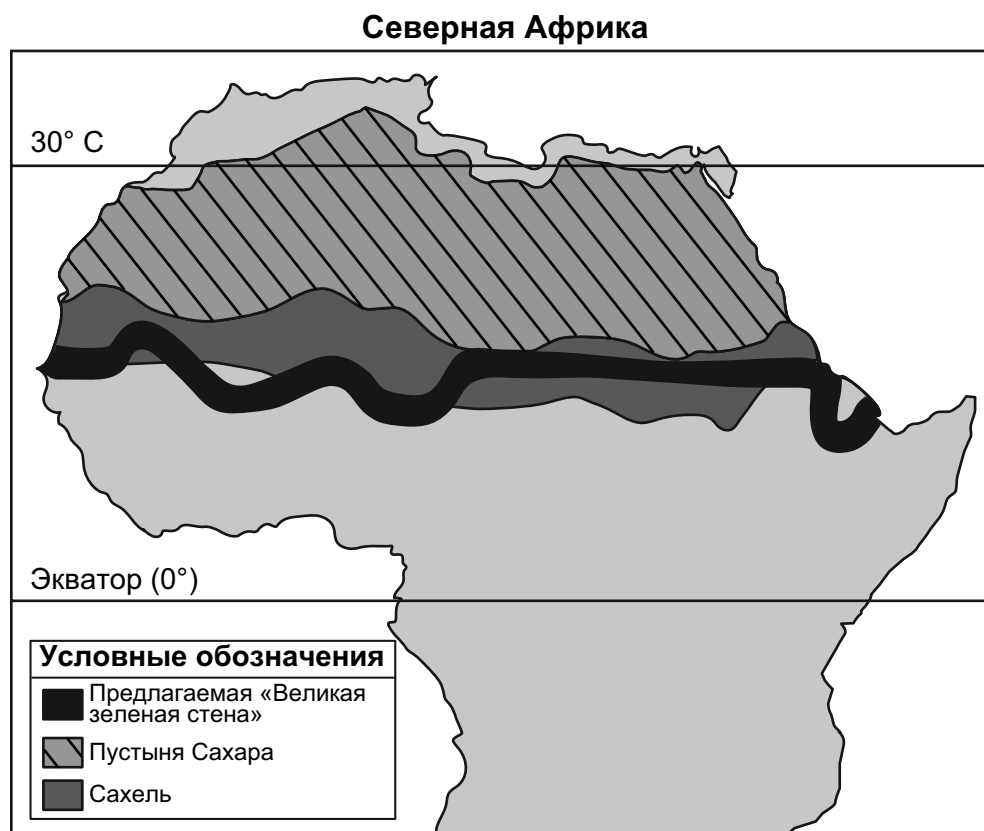 Северная Африка
30° С
Экватор (0°)
Условные обозначения
Предлагаемая «Великая
зеленая стена»
Пустыня Сахара
Сахель